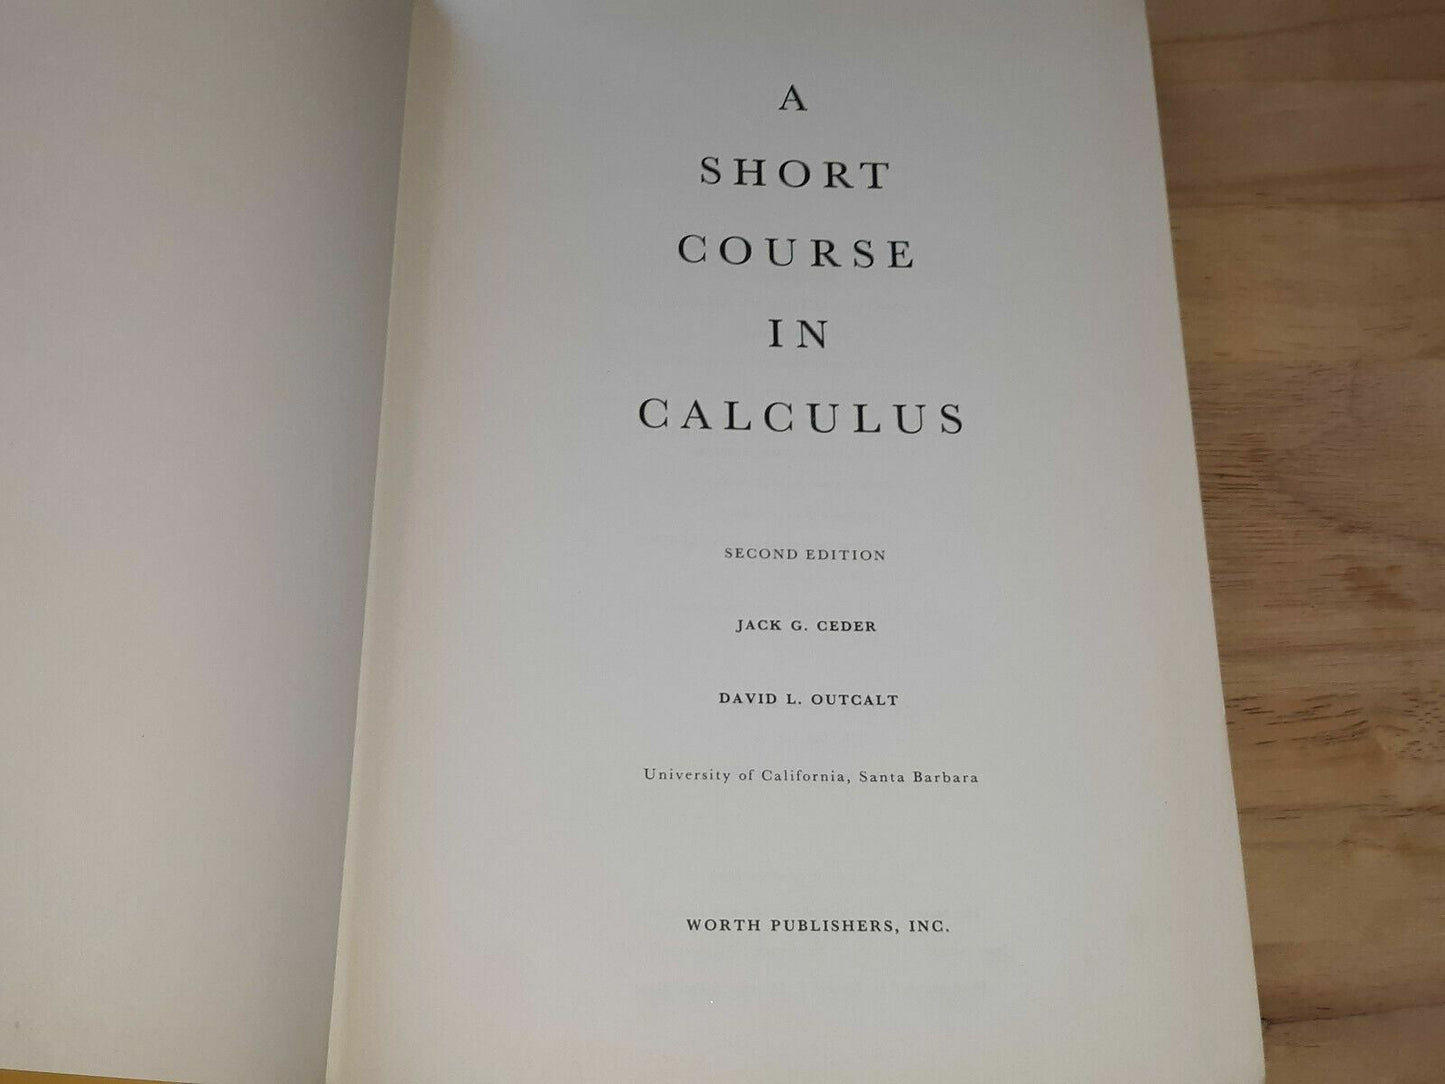 A
SHORT
COURSE
IN
CALCULUS
SECOND EDITION
JACK G. CEDER
DAVID L. OUTCALT
University of California, Santa Barbara
WORTH PUBLISHERS, INC.